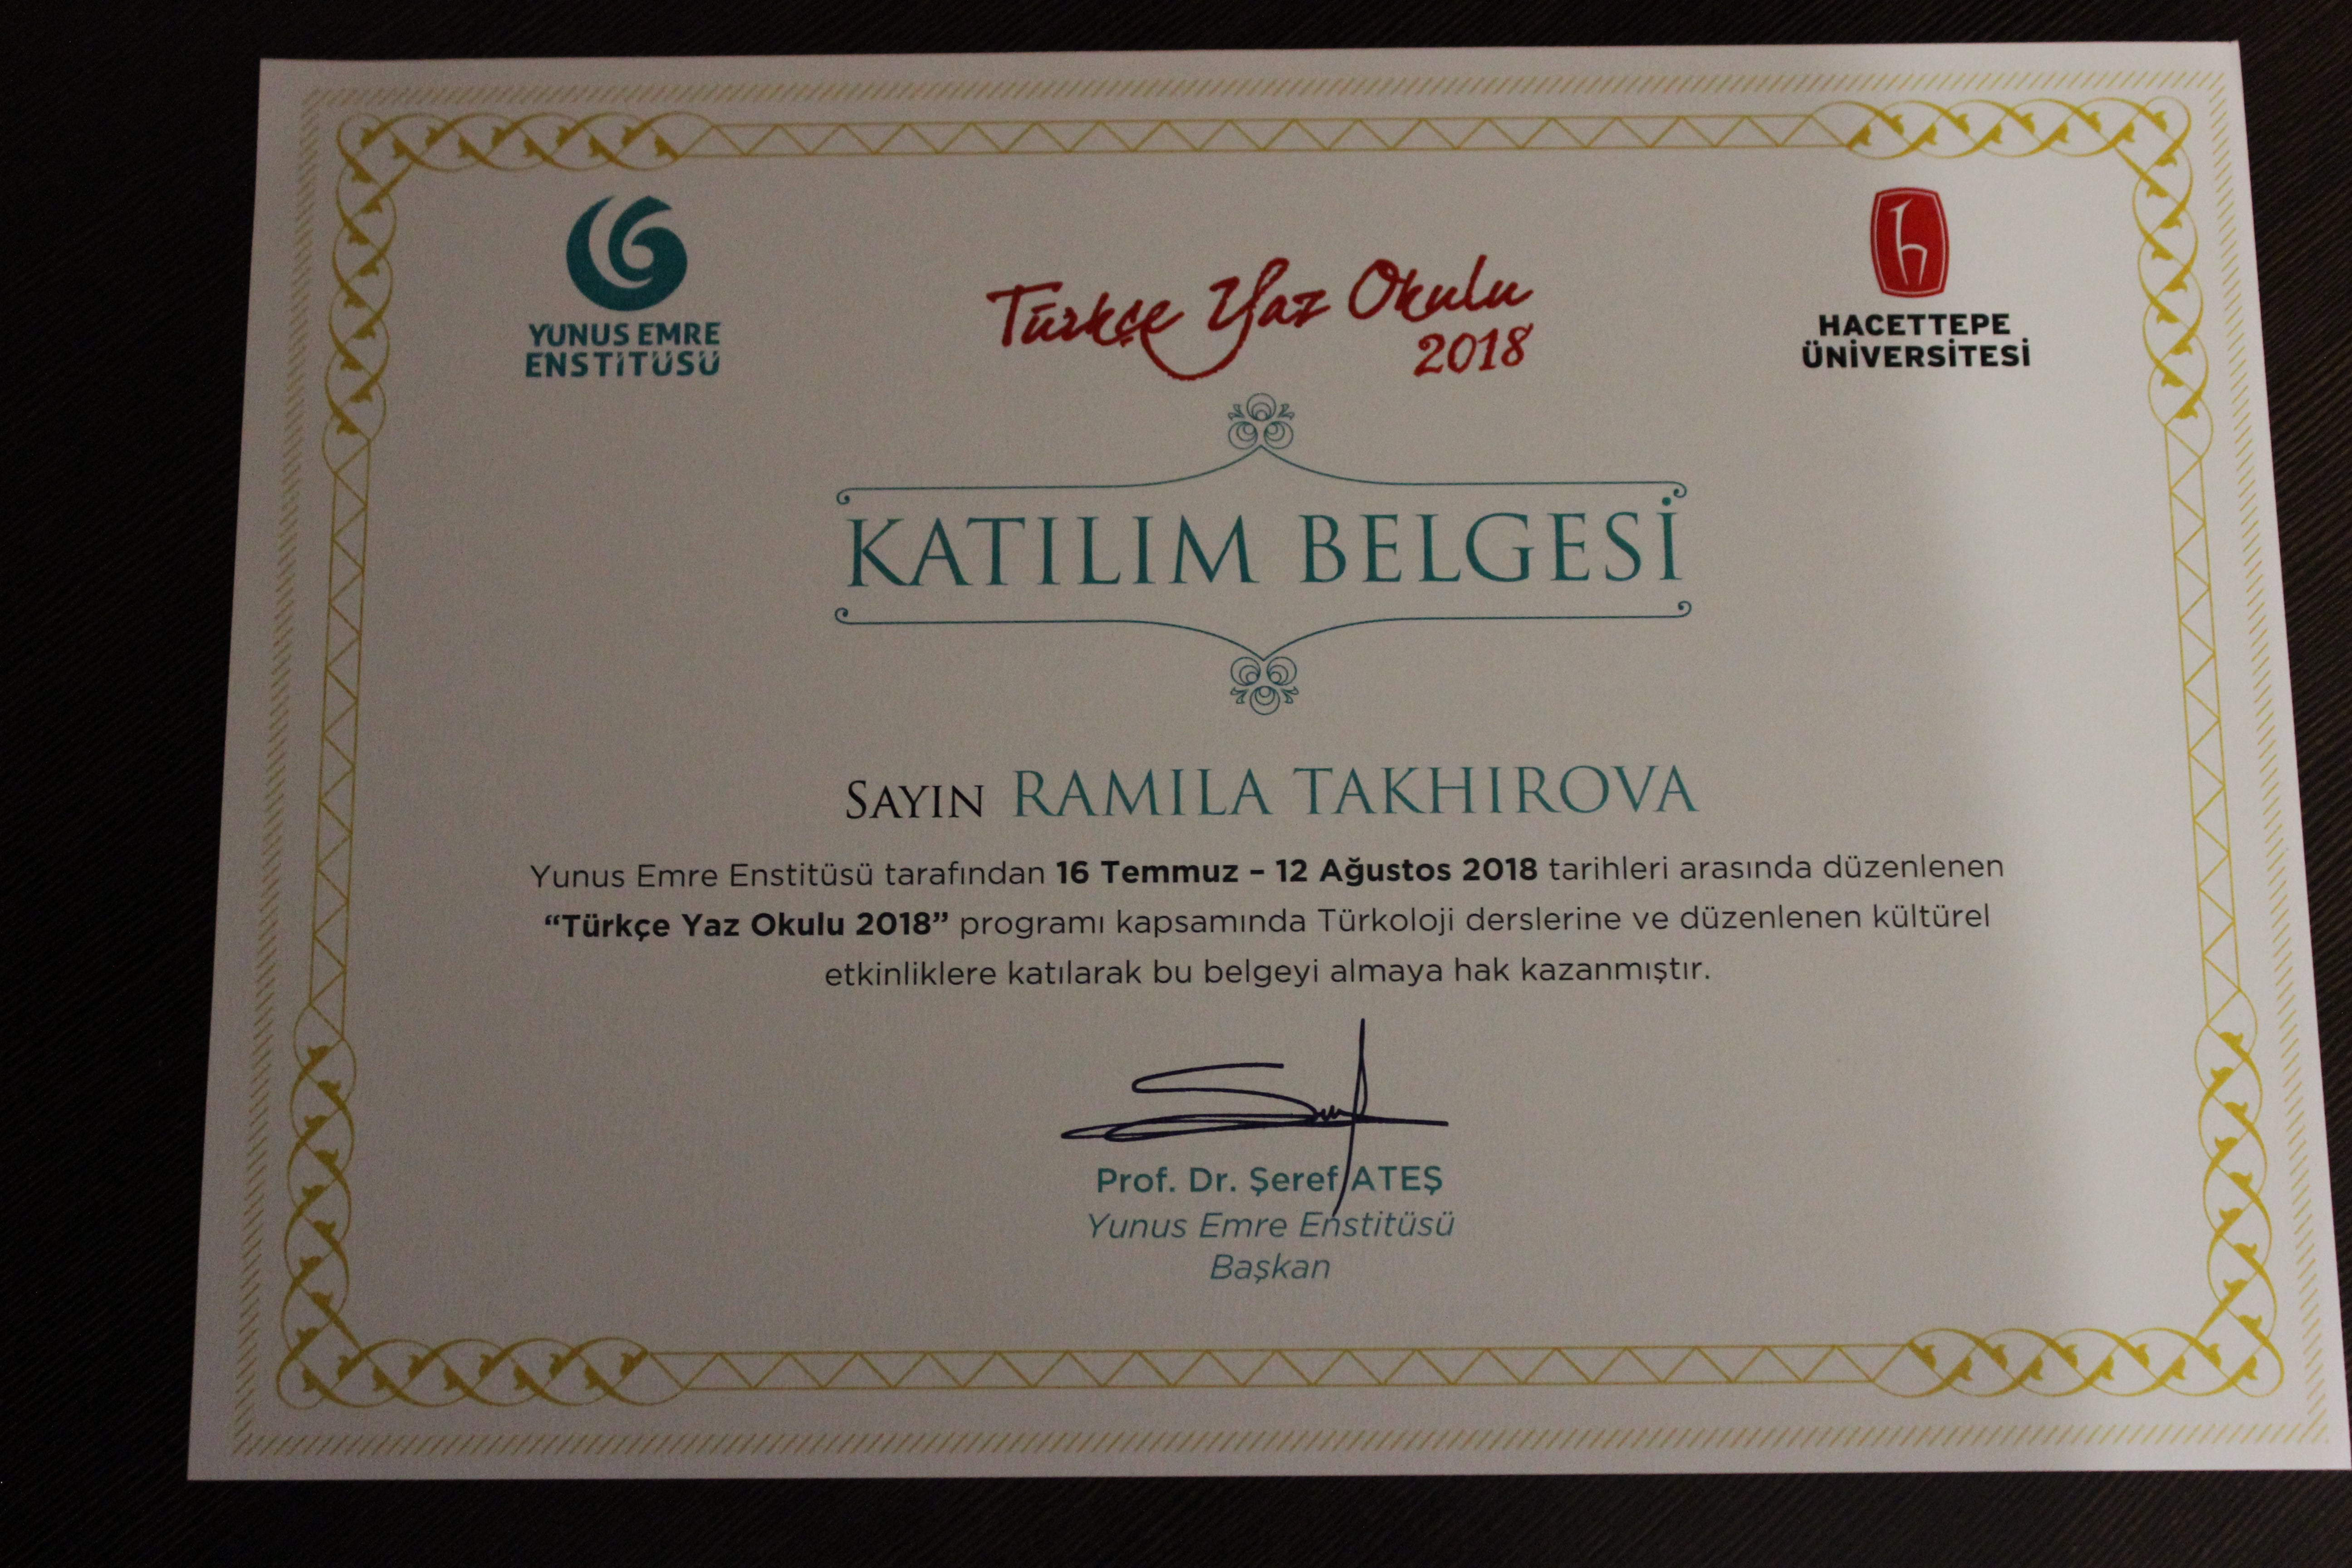 YUNUS EMRE
ENSTİTÜSÜ
Türkçe Yaz Okulu
2018
HACETTEPE
ÜNİVERSİTESİ
KATILIM BELGESİ
SAYIN RAMILA TAKHIROVA
Yunus Emre Enstitüsü tarafından 16 Temmuz – 12 Ağustos 2018 tarihleri arasında düzenlenen
“Türkçe Yaz Okulu 2018” programı kapsamında Türkoloji derslerine ve düzenlenen kültürel
etkinliklere katılarak bu belgeyi almaya hak kazanmıştır.
Prof. Dr. Şeref ATEŞ
Yunus Emre Enstitüsü
Başkan